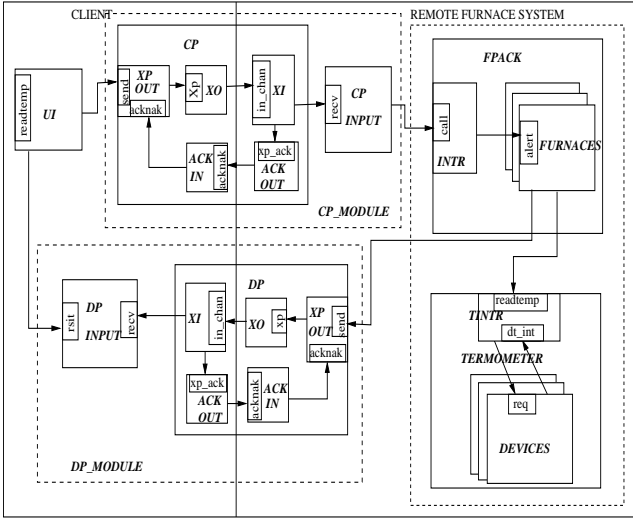 CLIENT
REMOTE FURNACE SYSTEM
CP
FPACK
readtemp
UI
send
XP
OUT
acknak
Xp
XO
in_chan
XI
recv
CP
INPUT
call
INTR
alert
FURNACES
ACK
IN
acknak
xp_ack
ACK
OUT
CP_MODULE
DP
rsit
DP
INPUT
recv
XI
in_chan
XO
xp
XP
OUT
send
acknak
xp_ack
ACK
OUT
acknak
ACK
IN
DP_MODULE
readtemp
TINTR
dt_int
TERMOMETER
req
DEVICES